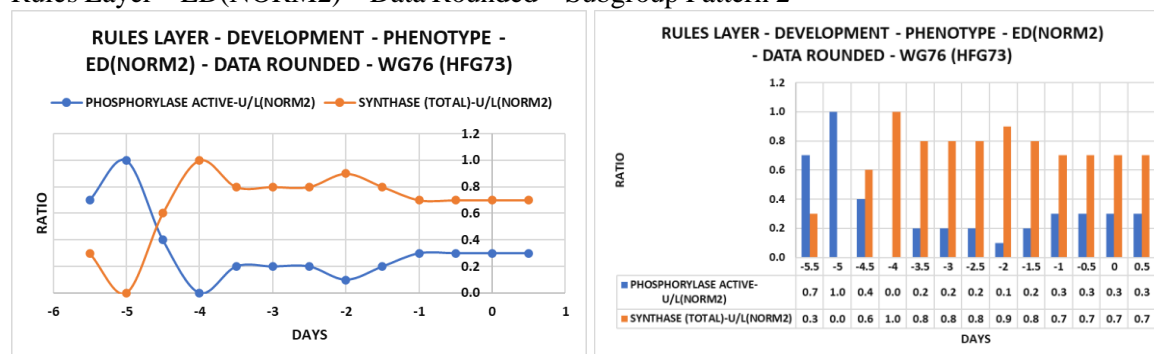 Rules Layer – ED(NORM2) – Data Rounded – Subgroup Pattern 2
RULES LAYER - DEVELOPMENT - PHENOTYPE -
ED(NORM2) - DATA ROUNDED - WG76 (HFG73)
PHOSPHORYLASE ACTIVE-U/L(NORM2) SYNTHASE (TOTAL)-U/L(NORM2)
1.2
1.0
0.8
0.6
0.4
0.2
0.0
RATIO
-6 -5 -4 -3 -2 -1 0 1
DAYS
RULES LAYER - DEVELOPMENT - PHENOTYPE - ED(NORM2)
- DATA ROUNDED - WG76 (HFG73)
1.2
1.0
0.8
0.6
0.4
0.2
0.0
RATIO
-5.5 -5 -4.5 -4 -3.5 -3 -2.5 -2 -1.5 -1 -0.5 0 0.5
PHOSPHORYLASE ACTIVE-
U/L(NORM2)
0.7 1.0 0.4 0.0 0.2 0.2 0.2 0.1 0.2 0.3 0.3 0.3 0.3
SYNTHASE (TOTAL)-U/L(NORM2) 0.3 0.0 0.6 1.0 0.8 0.8 0.8 0.9 0.8 0.7 0.7 0.7 0.7
DAYS